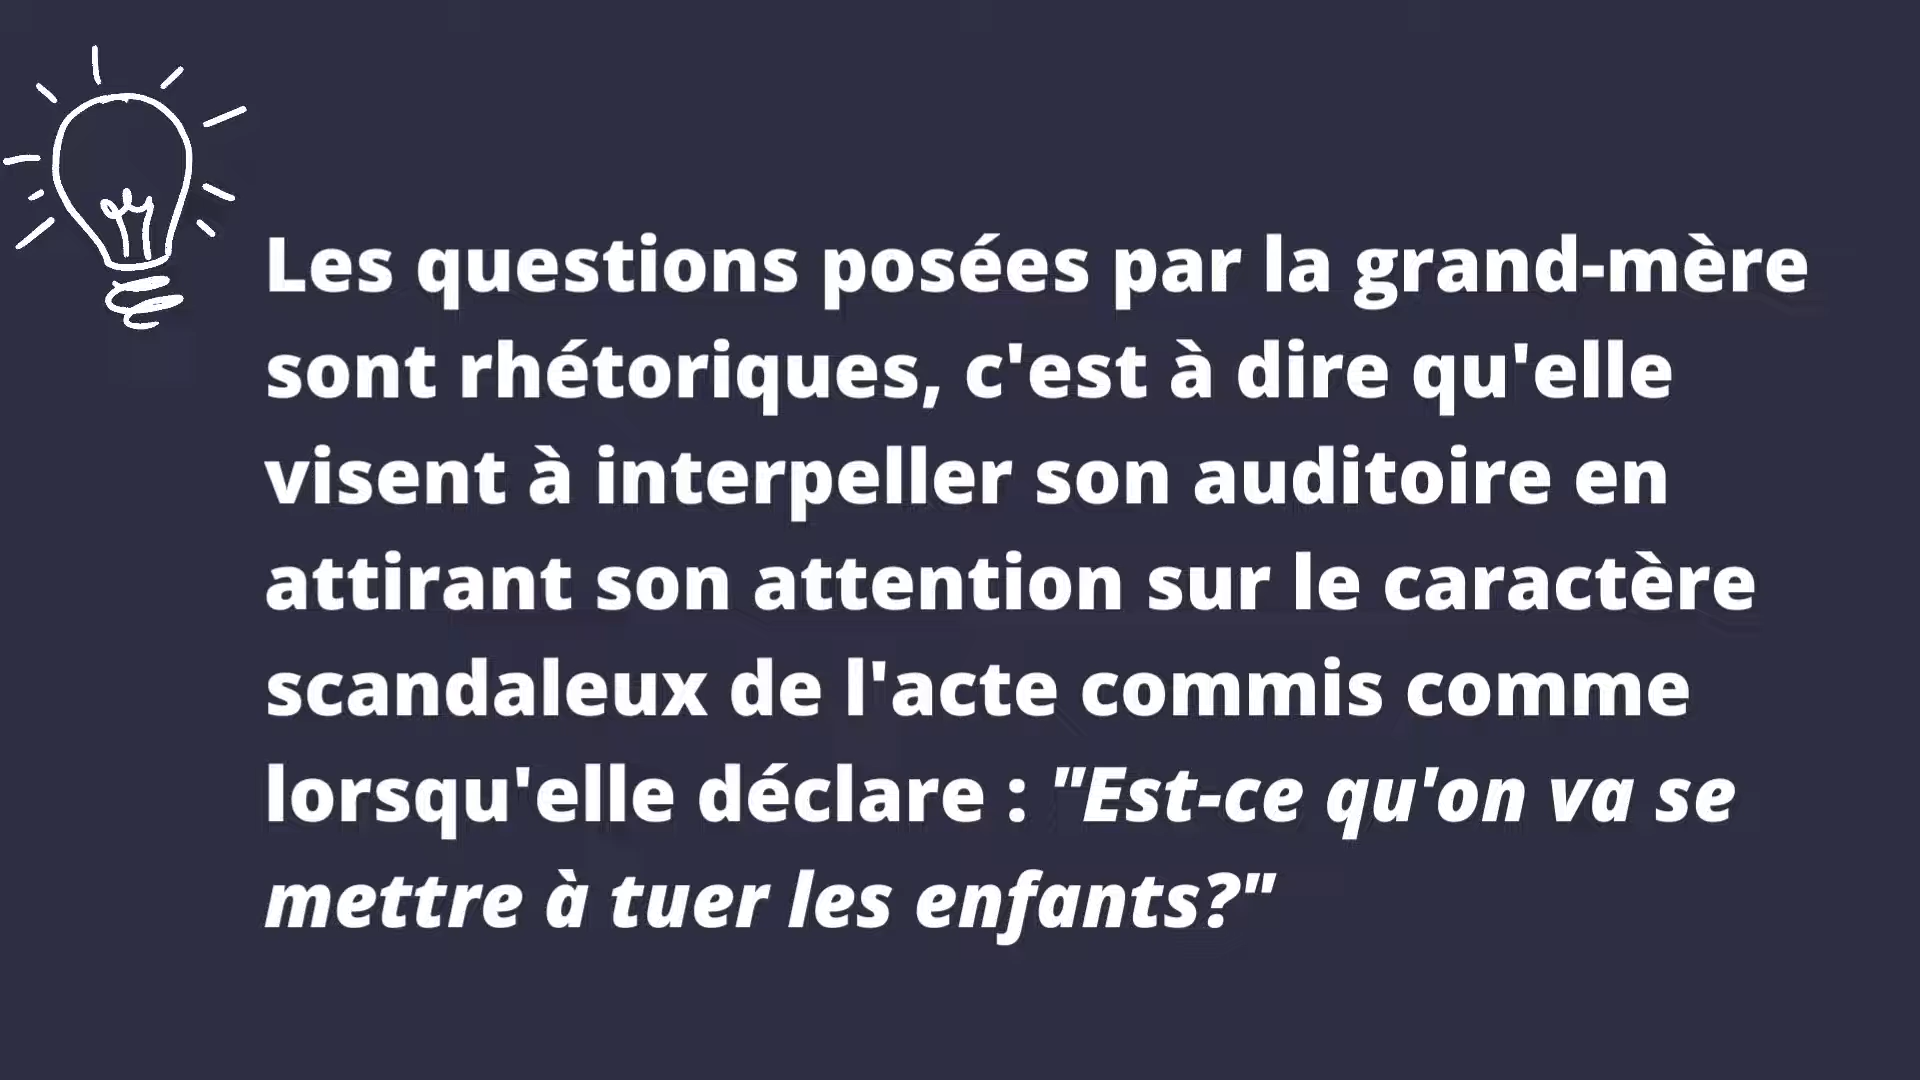 Les questions posées par la grand-mère
sont rhétoriques, c'est à dire qu'elle
visent à interpeller son auditoire en
attirant son attention sur le caractère
scandaleux de l'acte commis comme
lorsqu'elle déclare : "Est-ce qu'on va se
mettre à tuer les enfants?"